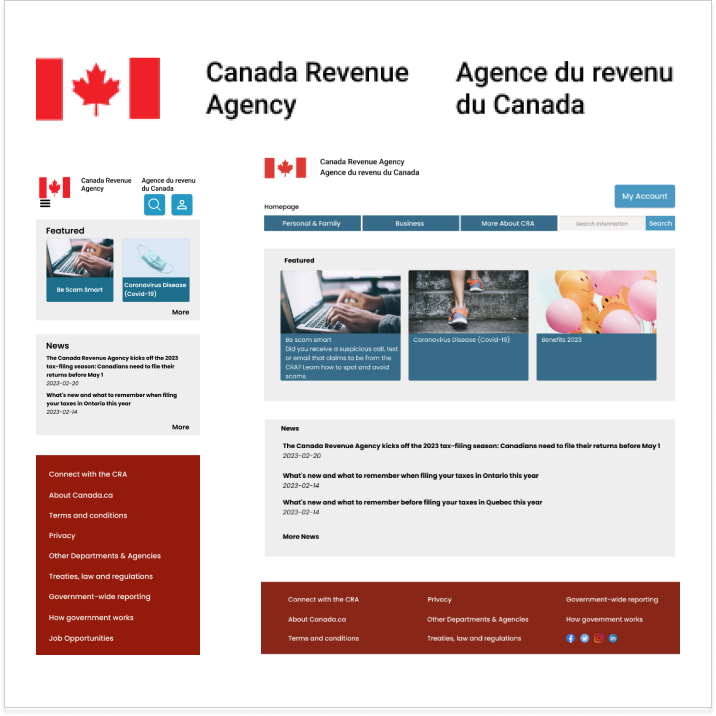 Canada Revenue
Agency
Agence du revenu
du Canada
Canada Revenue
Agency
Agence du revenu
du Canada
Featured
Be Scam Smart
Coronavirus Disease
(Covid-19)
More
News
The Canada Revenue Agency kicks off the 2023
tax-filing season: Canadians need to file their
returns before May 1
2023-02-20
What's new and what to remember when filing
your taxes in Ontario this year
2023-02-14
More
Connect with the CRA
About Canada.ca
Terms and conditions
Privacy
Other Departments & Agencies
Treaties, law and regulations
Government-wide reporting
How government works
Job Opportunities
Canada Revenue Agency
Agence du revenu du Canada
My Account
Homepage
Personal & Family
Business
More About CRA
Search information
Search
Featured
Be scam smart
Did you receive a suspicious call, text
or email that claims to be from the
CRA? Learn how to spot and avoid
scams.
Coronavirus Disease (Covid-19)
Benefits 2023
News
The Canada Revenue Agency kicks off the 2023 tax-filing season: Canadians need to file their returns before May 1
2023-02-20
What's new and what to remember when filing your taxes in Ontario this year
2023-02-14
What's new and what to remember before filing your taxes in Quebec this year
2023-02-14
More News
Connect with the CRA
Privacy
Government-wide reporting
About Canada.ca
Other Departments & Agencies
How government works
Terms and conditions
Treaties, law and regulations